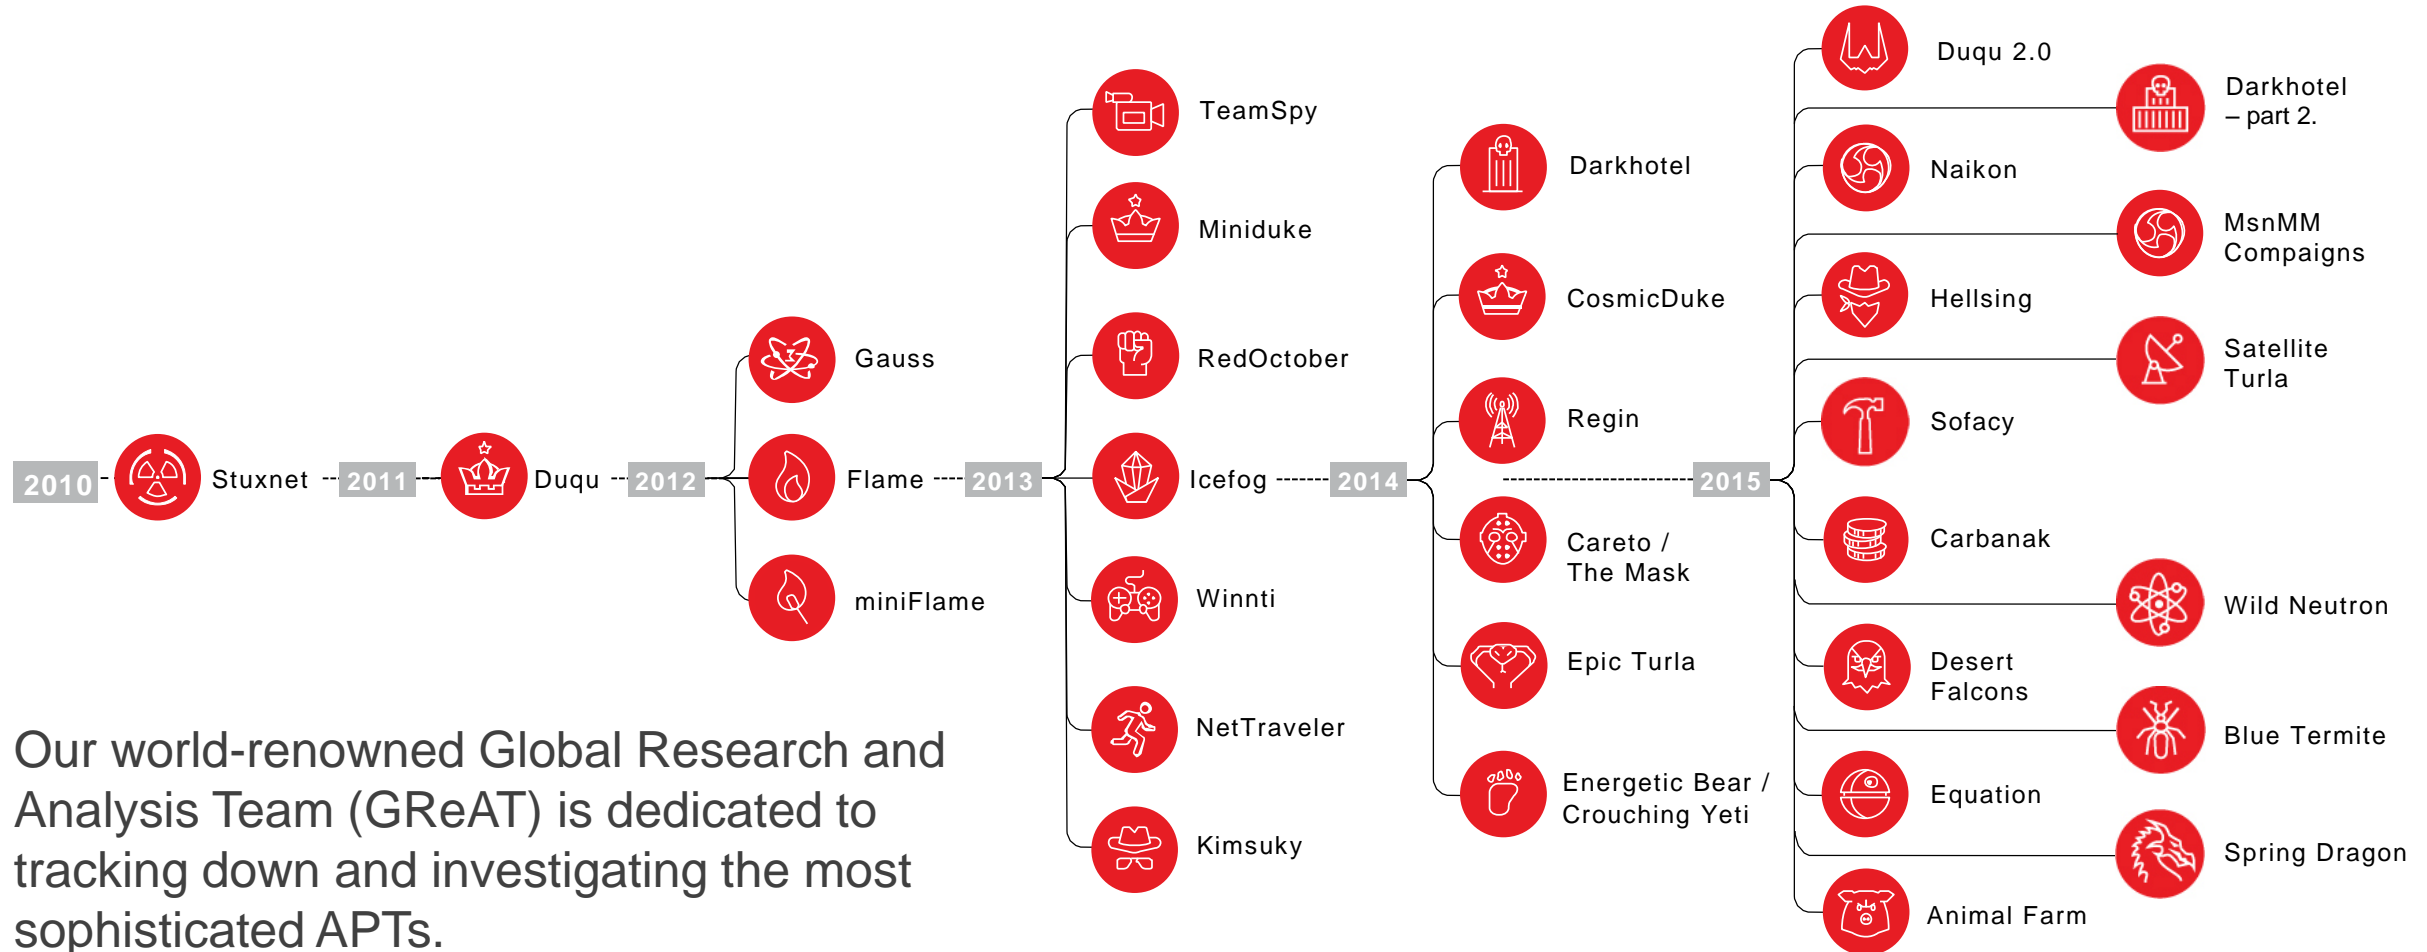 2010
Stuxnet
2011
Duqu
2012
Gauss
Flame
miniFlame
2013
TeamSpy
Miniduke
RedOctober
Icefog
Winnti
NetTraveler
Kimsuky
2014
Darkhotel
CosmicDuke
Regin
Careto /
The Mask
Epic Turla
Energetic Bear /
Crouching Yeti
2015
Duqu 2.0
Darkhotel
– part 2.
Naikon
MsnMM
Compaigns
Hellsing
Satellite
Turla
Sofacy
Carbanak
Wild Neutron
Desert
Falcons
Blue Termite
Equation
Spring Dragon
Animal Farm
Our world-renowned Global Research and
Analysis Team (GReAT) is dedicated to
tracking down and investigating the most
sophisticated APTs.